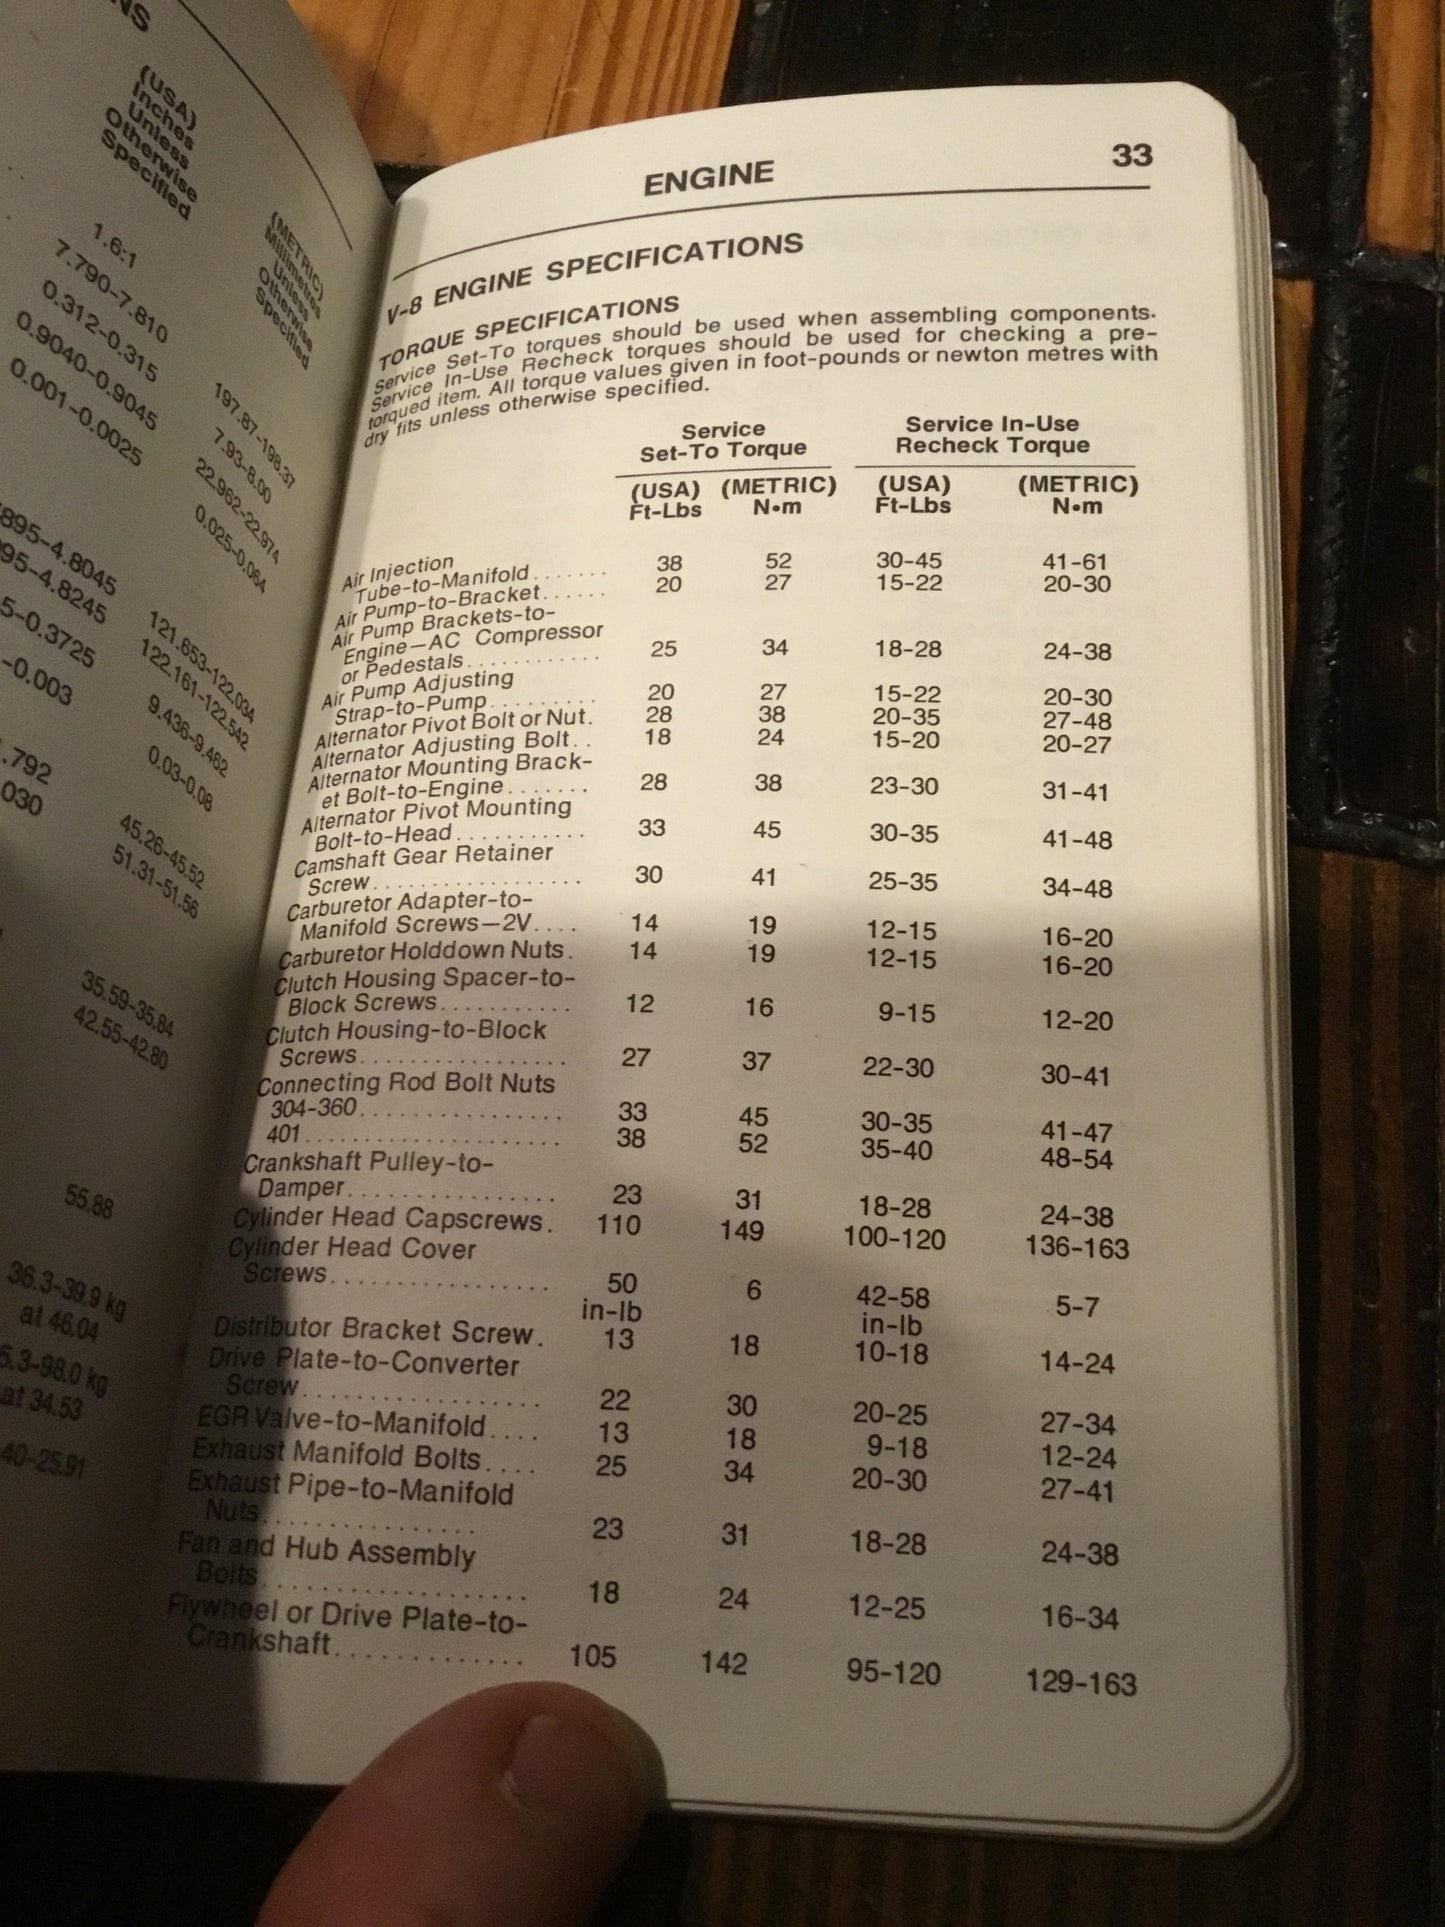 NS
(USA)
Inches
Unless
Otherwise
Specified
(METRIC)
Millimetres
Unless
Otherwise
Specified
1.6:1
7.790-7.810 197.87-198.37
0.312-0.315 7.93-8.00
0.9040-0.9045 22.962-22.974
0.001-0.0025 0.025-0.064
895-4.8045 121.653-122.034
95-4.8245 122.161-122.542
5-0.3725 9.436-9.462
-0.003 0.03-0.08
.792 45.26-45.52
030 51.31-51.56
35.59-35.84
42.55-42.80
55.88
36.3-39.9 kg
at 46.04
5.3-98.0 kg
at 34.53
40-25.91
ENGINE 33
V-8 ENGINE SPECIFICATIONS
TORQUE SPECIFICATIONS
Service Set-To torques should be used when assembling components.
Service In-Use Recheck torques should be used for checking a pre-
torqued item. All torque values given in foot-pounds or newton metres with
dry fits unless otherwise specified.
Service Service In-Use
Set-To Torque Recheck Torque
(USA) (METRIC) (USA) (METRIC)
Ft-Lbs N•m Ft-Lbs N•m
Air Injection
Tube-to-Manifold....... 38 52 30-45 41-61
Air Pump-to-Bracket...... 20 27 15-22 20-30
Air Pump Brackets-to-
Engine—AC Compressor
or Pedestals............ 25 34 18-28 24-38
Air Pump Adjusting
Strap-to-Pump......... 20 27 15-22 20-30
Alternator Pivot Bolt or Nut. 28 38 20-35 27-48
Alternator Adjusting Bolt.. 18 24 15-20 20-27
Alternator Mounting Brack-
et Bolt-to-Engine....... 28 38 23-30 31-41
Alternator Pivot Mounting
Bolt-to-Head........... 33 45 30-35 41-48
Camshaft Gear Retainer
Screw.................. 30 41 25-35 34-48
Carburetor Adapter-to-
Manifold Screws—2V.... 14 19 12-15 16-20
Carburetor Holddown Nuts. 14 19 12-15 16-20
Clutch Housing Spacer-to-
Block Screws........... 12 16 9-15 12-20
Clutch Housing-to-Block
Screws................. 27 37 22-30 30-41
Connecting Rod Bolt Nuts
304-360................ 33 45 30-35 41-47
401..................... 38 52 35-40 48-54
Crankshaft Pulley-to-
Damper................ 23 31 18-28 24-38
Cylinder Head Capscrews. 110 149 100-120 136-163
Cylinder Head Cover
Screws................. 50 6 42-58 5-7
in-lb in-lb
Distributor Bracket Screw. 13 18 10-18 14-24
Drive Plate-to-Converter
Screw.................. 22 30 20-25 27-34
EGR Valve-to-Manifold.... 13 18 9-18 12-24
Exhaust Manifold Bolts.... 25 34 20-30 27-41
Exhaust Pipe-to-Manifold
Nuts................ 23 31 18-28 24-38
Fan and Hub Assembly
Bolts.................... 18 24 12-25 16-34
Flywheel or Drive Plate-to-
Crankshaft............. 105 142 95-120 129-163